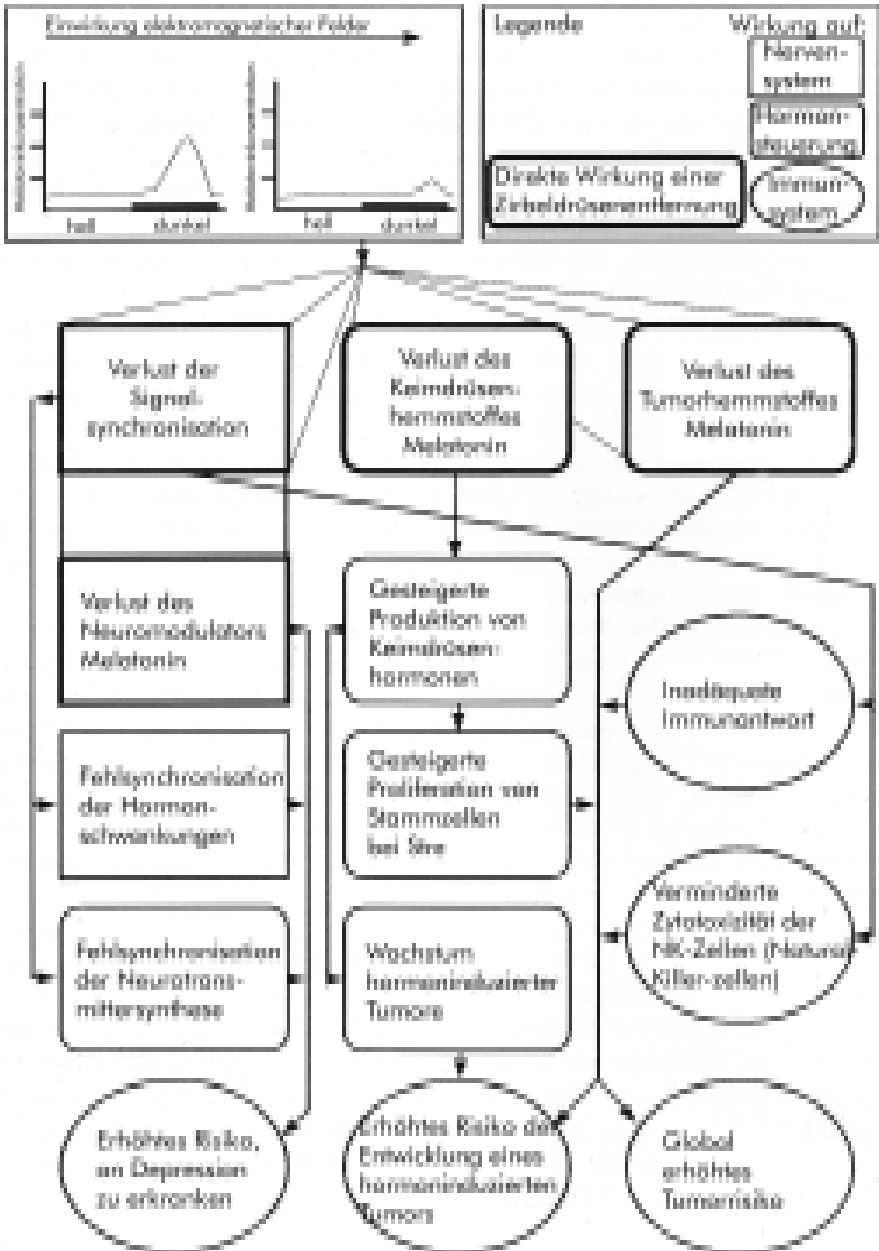 Einwirkung elektromagnetischer Felder
Melatoninkonzentration
hell
dunkel
Melatoninkonzentration
hell
dunkel
Legende
Wirkung auf:
Nerven-
system
Hormon-
steuerung
Immun-
system
Direkte Wirkung einer
Zirbeldrüsenentfernung
Verlust der
Signal-
synchronisation
Verlust des
Keimdrüsen-
hemmstoffes
Melatonin
Verlust des
Tumorhemmstoffes
Melatonin
Verlust des
Neuromodulators
Melatonin
Gesteigerte
Produktion von
Keimdrüsen-
hormonen
Inadäquate
Immunantwort
Fehlsynchronisation
der Hormon-
schwankungen
Gesteigerte
Proliferation von
Stammzellen
bei Stre
Verminderte
Zytotoxizität der
NK-Zellen (Natural
Killer-zellen)
Fehlsynchronisation
der Neurotrans-
mittersynthese
Wachstum
hormoninduzierter
Tumore
Erhöhtes Risiko,
an Depression
zu erkranken
Erhöhtes Risiko der
Entwicklung eines
hormoninduzierten
Tumors
Global
erhöhtes
Tumorrisiko